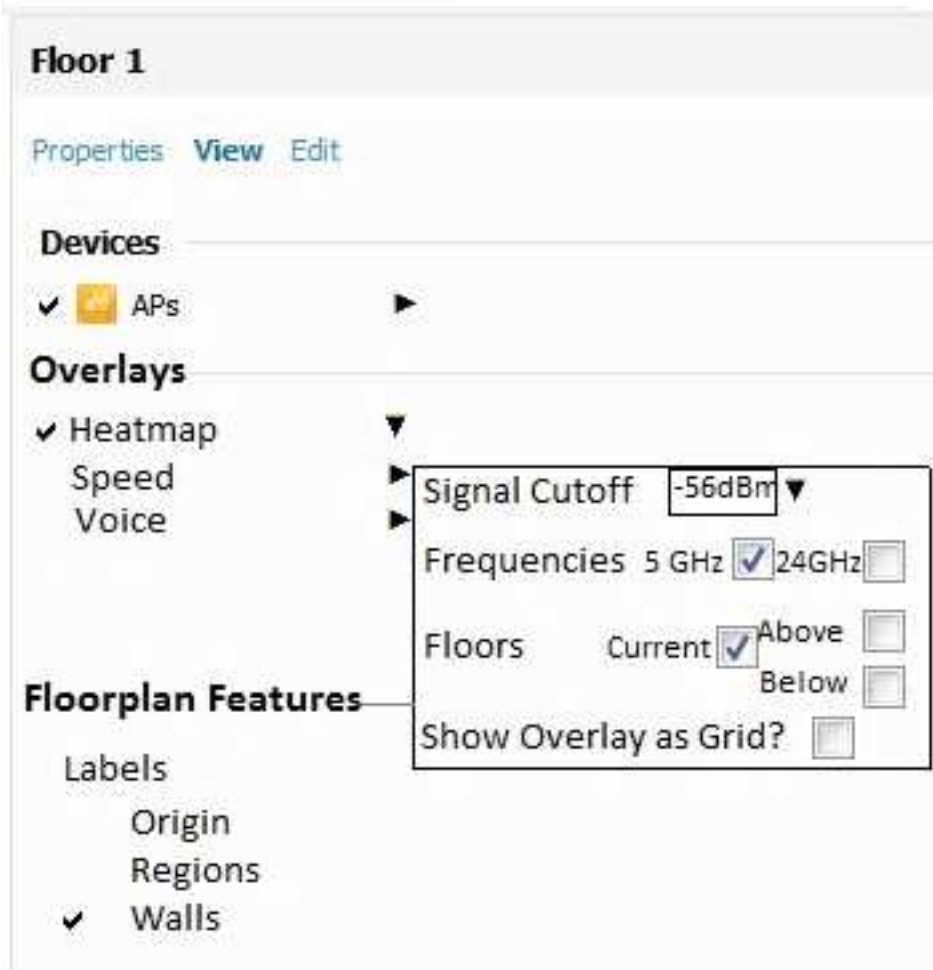 Floor 1
Properties View Edit
Devices
APs
Overlays
Heatmap
Speed
Voice
Signal Cutoff -56dBm
Frequencies 5 GHz 24GHz
Floors Current Above
Below
Show Overlay as Grid?
Floorplan Features
Labels
Origin
Regions
Walls